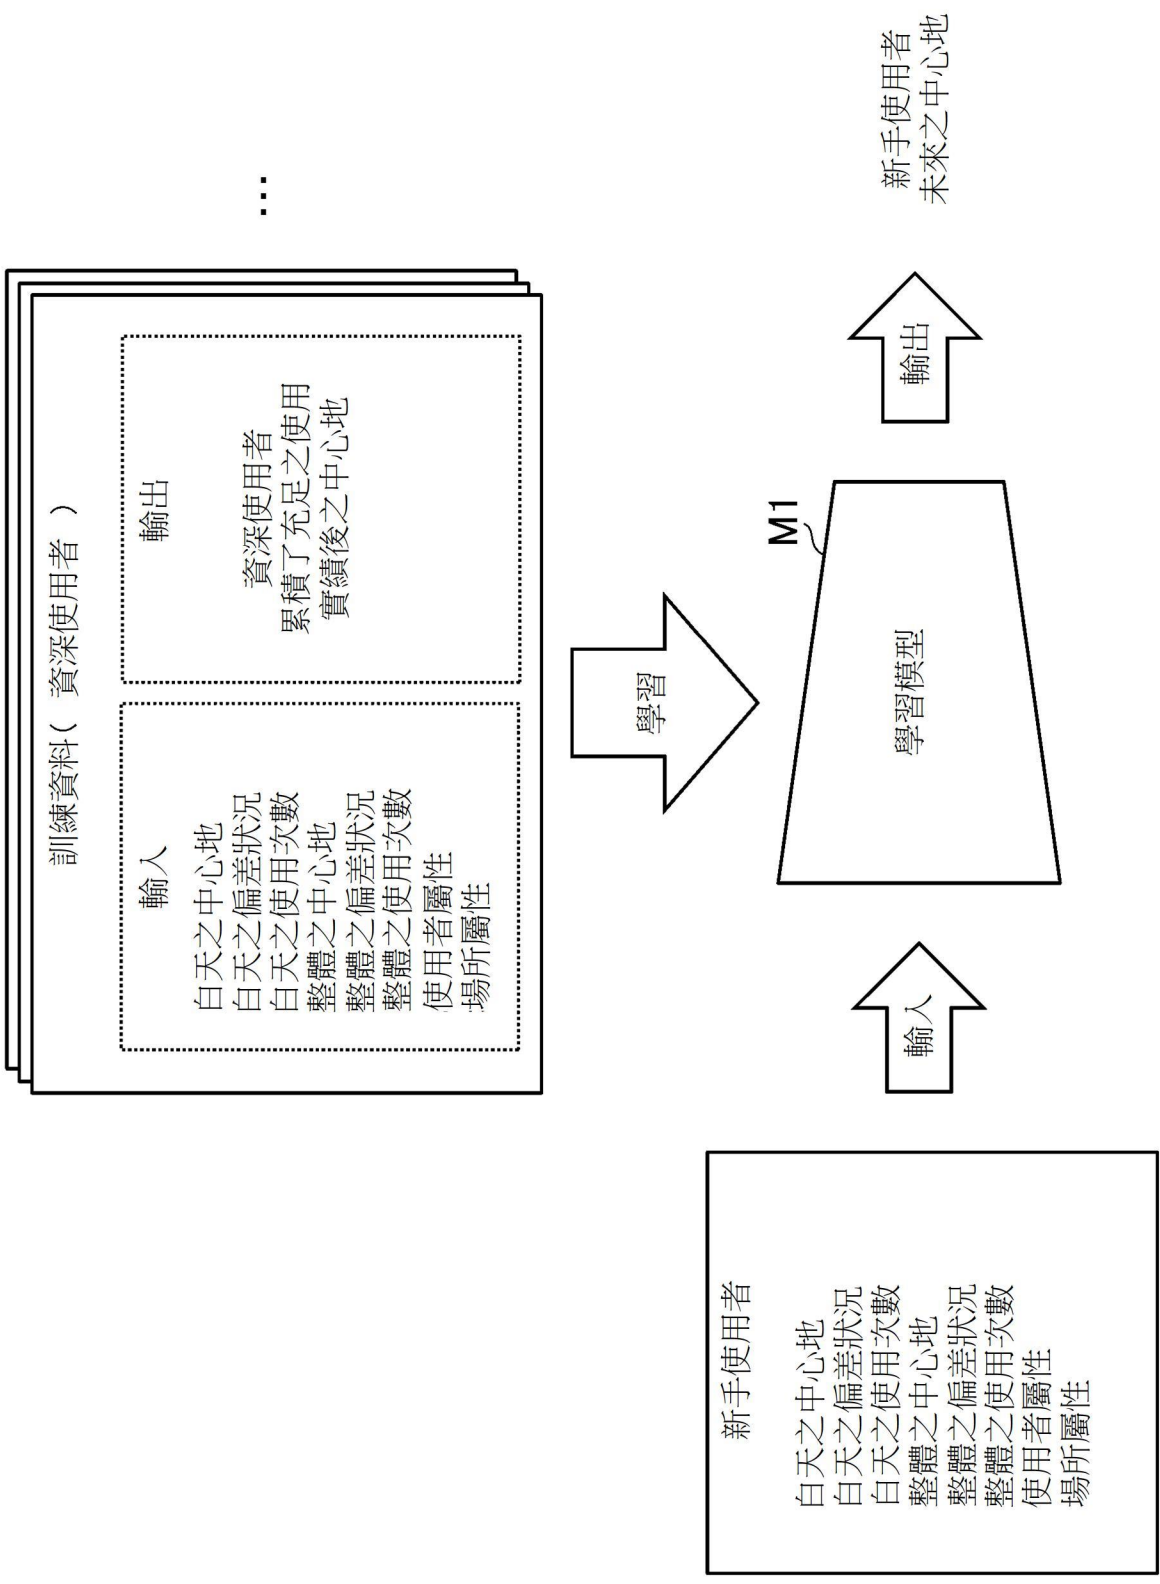 訓練資料( 資深使用者 )
輸入
白天之中心地
白天之偏差狀況
白天之使用次數
整體之中心地
整體之偏差狀況
整體之使用次數
使用者屬性
場所屬性
輸出
資深使用者
累積了充足之使用
實績後之中心地
…
學習
新手使用者
白天之中心地
白天之偏差狀況
白天之使用次數
整體之中心地
整體之偏差狀況
整體之使用次數
使用者屬性
場所屬性
輸入
M1
學習模型
輸出
新手使用者
未來之中心地